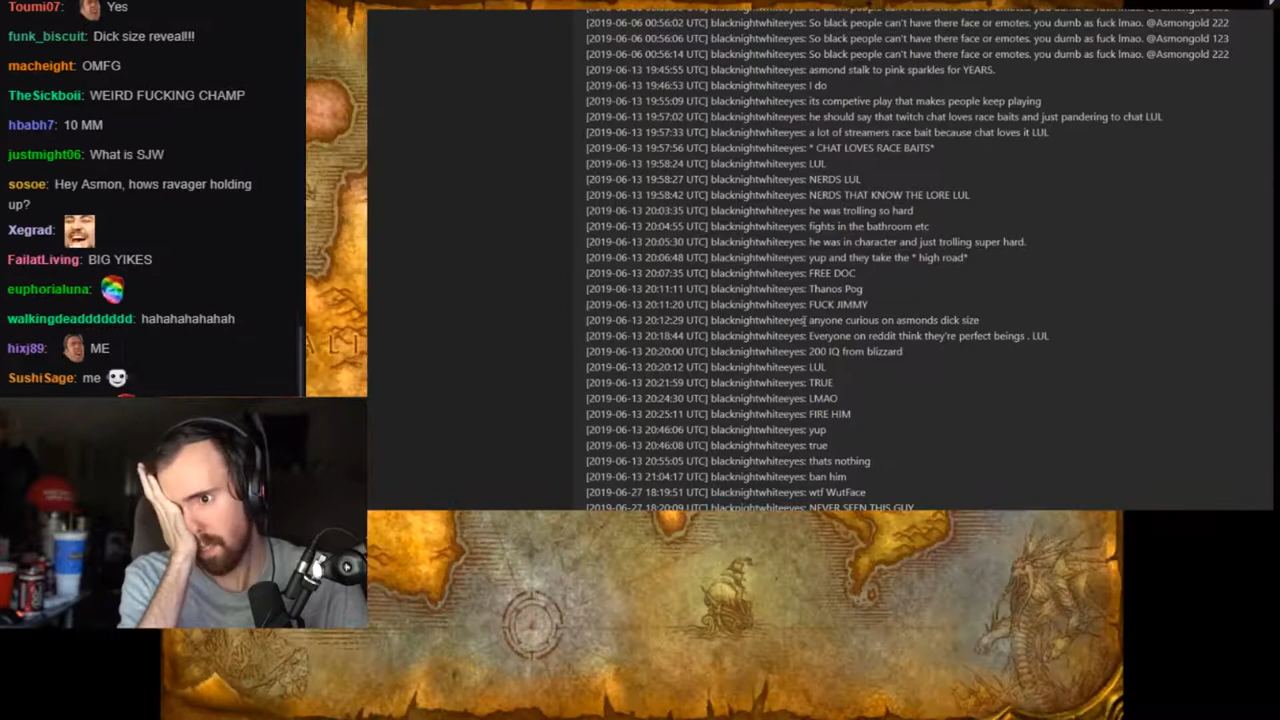 Toumi07: Yes
funk_biscuit: Dick size reveal!!!
macheight: OMFG
TheSickboii: WEIRD FUCKING CHAMP
hbabh7: 10 MM
justmight06: What is SJW
sosoe: Hey Asmon, hows ravager holding
up?
Xegrad:
FailatLiving: BIG YIKES
euphorialuna:
walkingdeaddddddd: hahahahahahah
hixj89: ME
SushiSage: me
[2019-06-06 00:56:02 UTC] blacknightwhiteeyes: So black people can't have there face or emotes. you dumb as fuck lmao. @Asmongold 222
[2019-06-06 00:56:06 UTC] blacknightwhiteeyes: So black people can't have there face or emotes. you dumb as fuck lmao. @Asmongold 123
[2019-06-06 00:56:14 UTC] blacknightwhiteeyes: So black people can't have there face or emotes. you dumb as fuck lmao. @Asmongold 222
[2019-06-13 19:45:55 UTC] blacknightwhiteeyes: asmond stalk to pink sparkles for YEARS.
[2019-06-13 19:46:53 UTC] blacknightwhiteeyes: I do
[2019-06-13 19:55:09 UTC] blacknightwhiteeyes: its competive play that makes people keep playing
[2019-06-13 19:57:02 UTC] blacknightwhiteeyes: he should say that twitch chat loves race baits and just pandering to chat LUL
[2019-06-13 19:57:33 UTC] blacknightwhiteeyes: a lot of streamers race bait because chat loves it LUL
[2019-06-13 19:57:56 UTC] blacknightwhiteeyes: * CHAT LOVES RACE BAITS*
[2019-06-13 19:58:24 UTC] blacknightwhiteeyes: LUL
[2019-06-13 19:58:27 UTC] blacknightwhiteeyes: NERDS LUL
[2019-06-13 19:58:42 UTC] blacknightwhiteeyes: NERDS THAT KNOW THE LORE LUL
[2019-06-13 20:03:35 UTC] blacknightwhiteeyes: he was trolling so hard
[2019-06-13 20:04:55 UTC] blacknightwhiteeyes: fights in the bathroom etc
[2019-06-13 20:05:30 UTC] blacknightwhiteeyes: he was in character and just trolling super hard.
[2019-06-13 20:06:48 UTC] blacknightwhiteeyes: yup and they take the * high road*
[2019-06-13 20:07:35 UTC] blacknightwhiteeyes: FREE DOC
[2019-06-13 20:11:11 UTC] blacknightwhiteeyes: Thanos Pog
[2019-06-13 20:11:20 UTC] blacknightwhiteeyes: FUCK JIMMY
[2019-06-13 20:12:29 UTC] blacknightwhiteeyes: anyone curious on asmonds dick size
[2019-06-13 20:18:44 UTC] blacknightwhiteeyes: Everyone on reddit think they're perfect beings . LUL
[2019-06-13 20:20:00 UTC] blacknightwhiteeyes: 200 IQ from blizzard
[2019-06-13 20:20:12 UTC] blacknightwhiteeyes: LUL
[2019-06-13 20:21:59 UTC] blacknightwhiteeyes: TRUE
[2019-06-13 20:24:30 UTC] blacknightwhiteeyes: LMAO
[2019-06-13 20:25:11 UTC] blacknightwhiteeyes: FIRE HIM
[2019-06-13 20:46:06 UTC] blacknightwhiteeyes: yup
[2019-06-13 20:46:08 UTC] blacknightwhiteeyes: true
[2019-06-13 20:55:05 UTC] blacknightwhiteeyes: thats nothing
[2019-06-13 21:04:17 UTC] blacknightwhiteeyes: ban him
[2019-06-27 18:19:51 UTC] blacknightwhiteeyes: wtf WutFace
[2019-06-27 18:20:09 UTC] blacknightwhiteeyes: NEVER SEEN THIS GUY